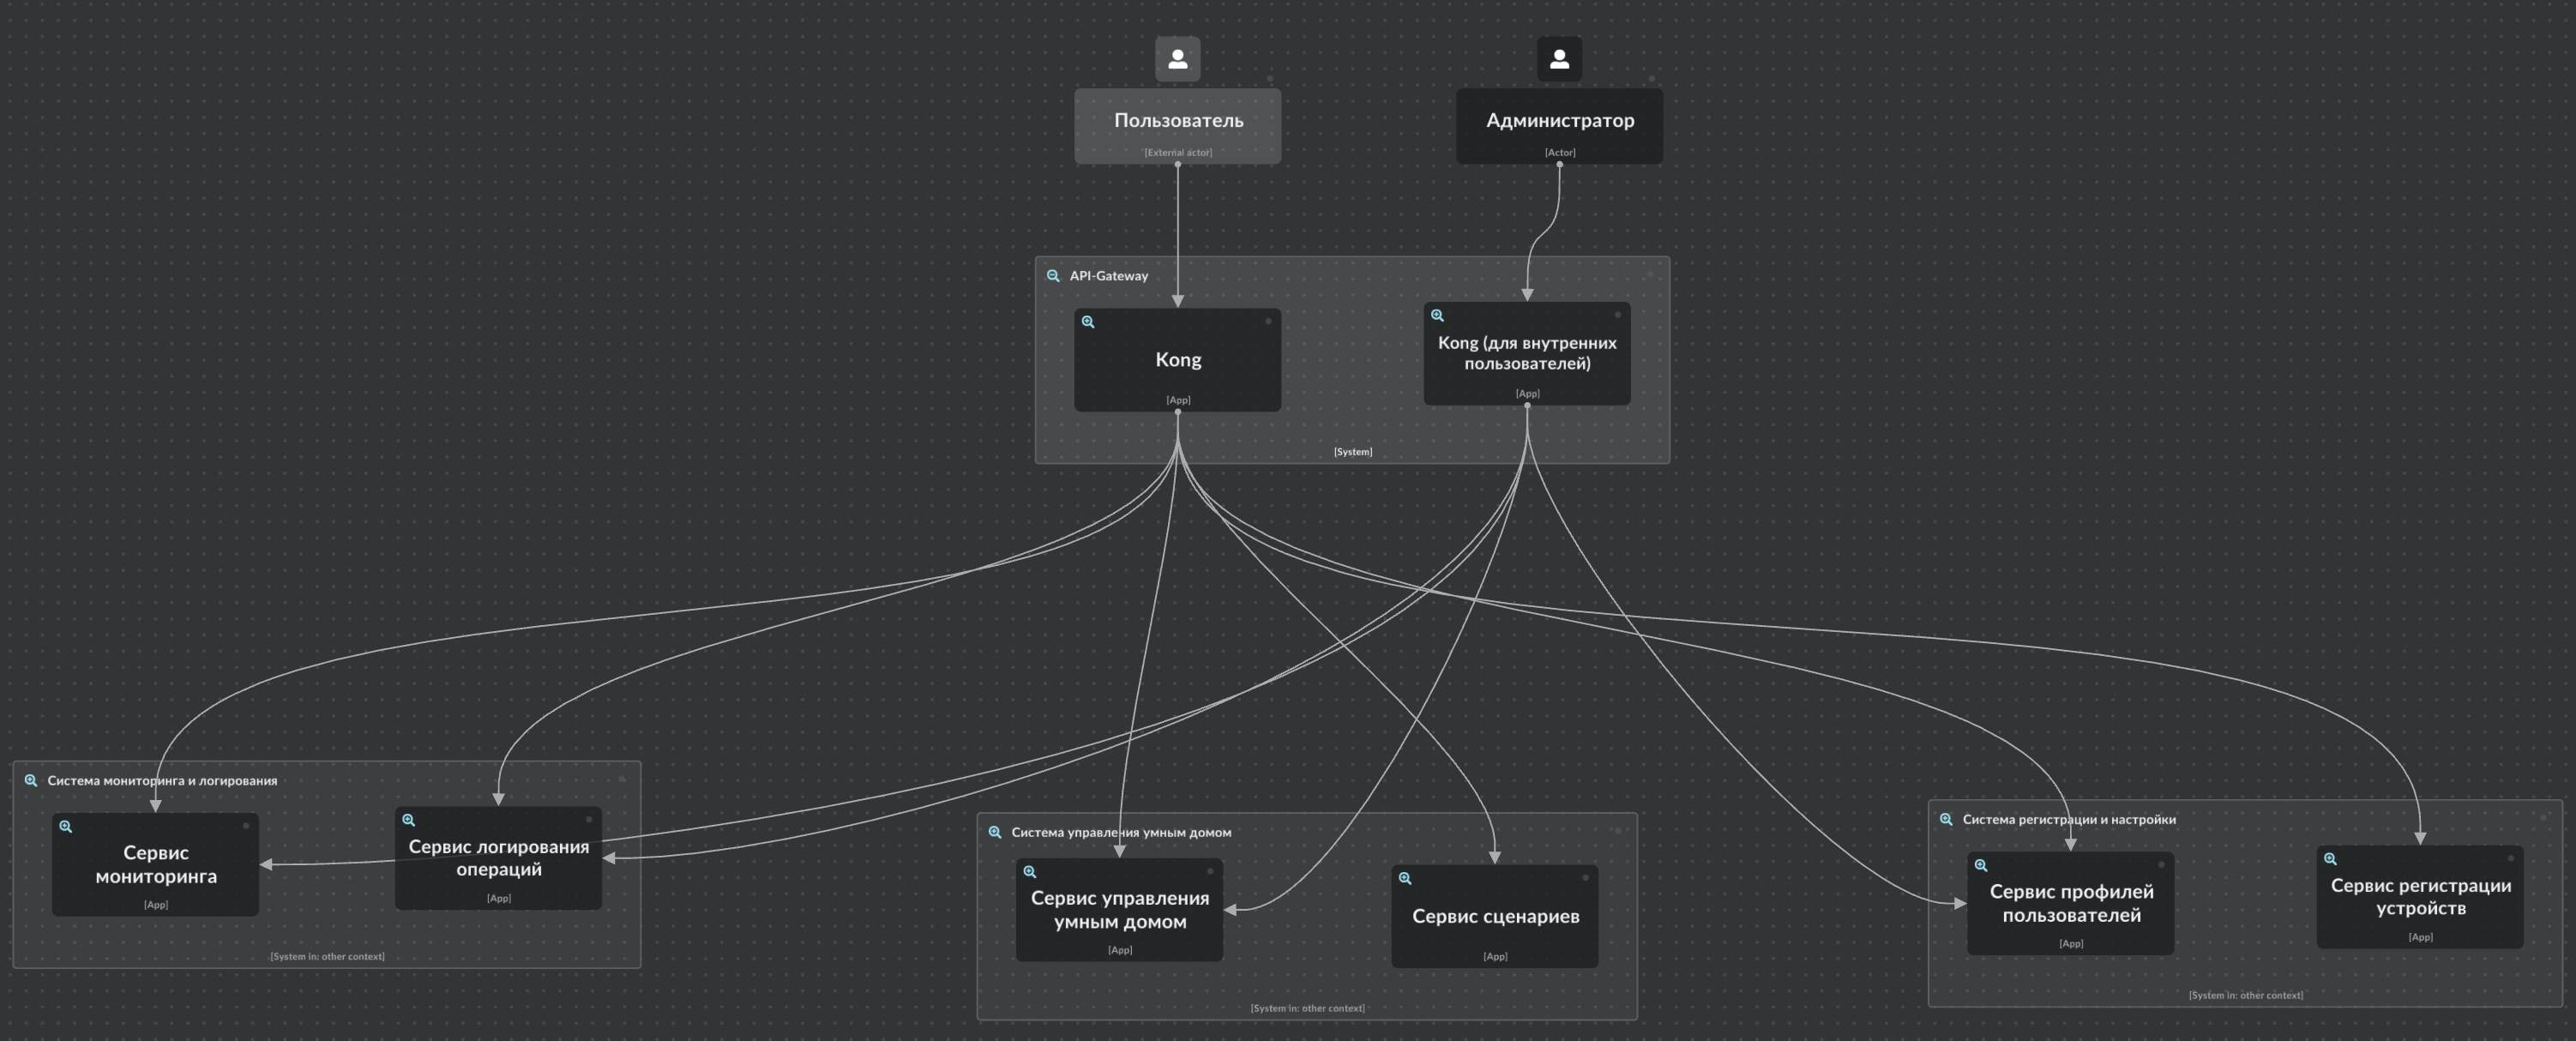 Пользователь
[External actor]
Администратор
[Actor]
API-Gateway
Kong
[App]
Kong (для внутренних
пользователей)
[App]
[System]
Система мониторинга и логирования
Сервис
мониторинга
[App]
Сервис логирования
операций
[App]
[System in: other context]
Система управления умным домом
Сервис управления
умным домом
[App]
Сервис сценариев
[App]
[System in: other context]
Система регистрации и настройки
Сервис профилей
пользователей
[App]
Сервис регистрации
устройств
[App]
[System in: other context]